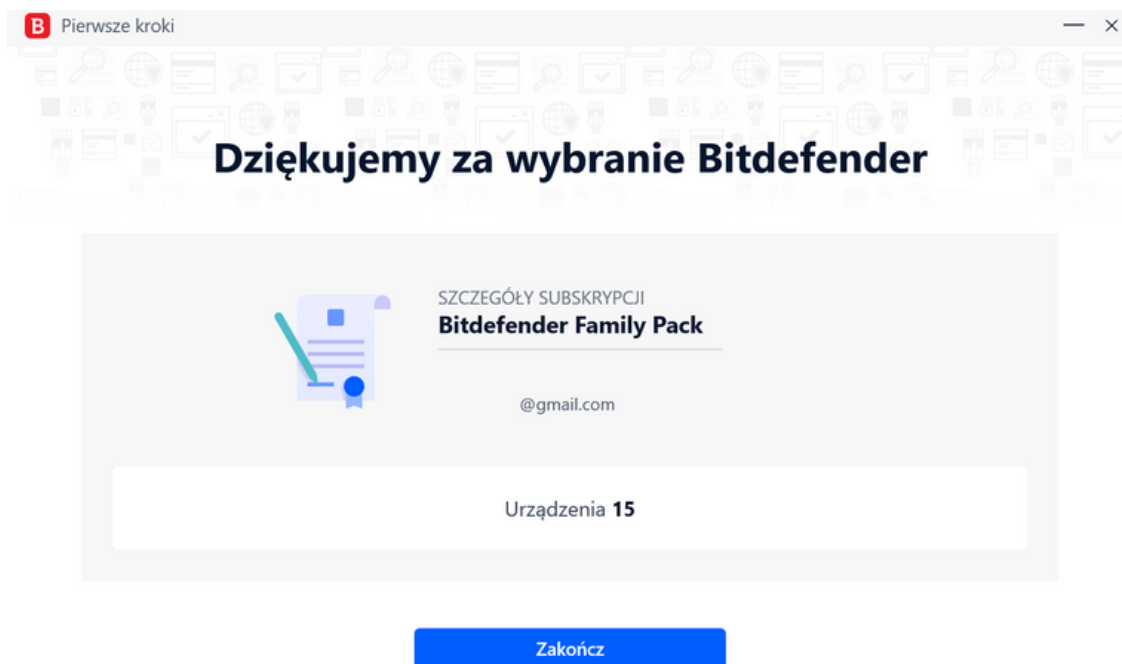 B Pierwsze kroki
Dziękujemy za wybranie Bitdefender
SZCZEGÓŁY SUBSKRYPCJI
Bitdefender Family Pack
@gmail.com
Urządzenia 15
Zakończ